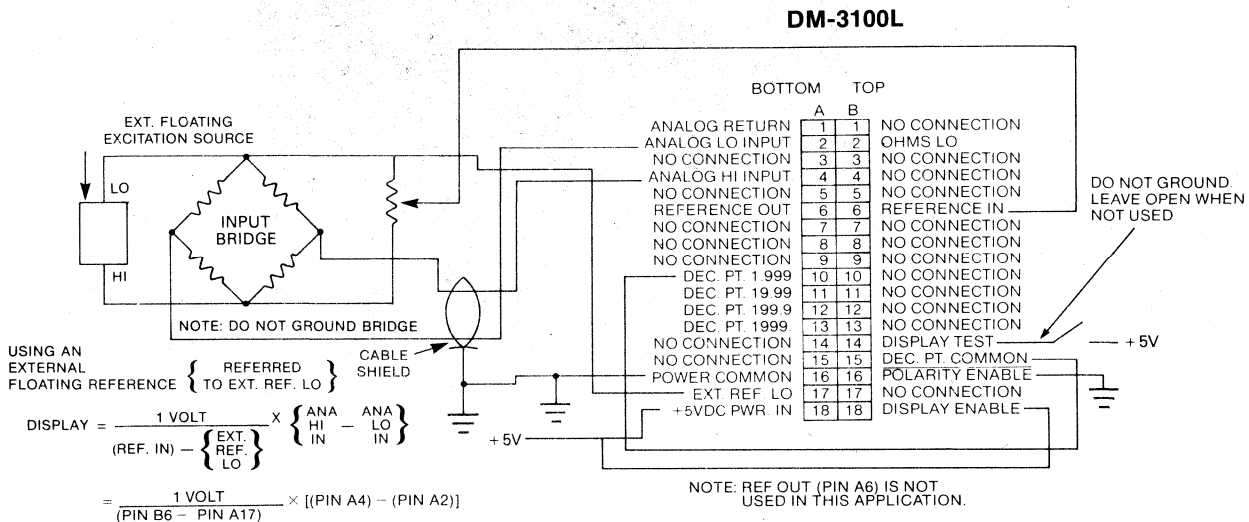 DM-3100L
BOTTOM TOP
A B
ANALOG RETURN 1 1 NO CONNECTION
ANALOG LO INPUT 2 2 OHMS LO
NO CONNECTION 3 3 NO CONNECTION
ANALOG HI INPUT 4 4 NO CONNECTION
NO CONNECTION 5 5 NO CONNECTION
REFERENCE OUT 6 6 REFERENCE IN
NO CONNECTION 7 7 NO CONNECTION
NO CONNECTION 8 8 NO CONNECTION
NO CONNECTION 9 9 NO CONNECTION
DEC. PT. 1.999 10 10 NO CONNECTION
DEC. PT. 19.99 11 11 NO CONNECTION
DEC. PT. 199.9 12 12 NO CONNECTION
DEC. PT. 1999. 13 13 NO CONNECTION
NO CONNECTION 14 14 DISPLAY TEST
NO CONNECTION 15 15 DEC. PT. COMMON
POWER COMMON 16 16 POLARITY ENABLE
EXT. REF. LO 17 17 NO CONNECTION
+5VDC PWR. IN 18 18 DISPLAY ENABLE
DO NOT GROUND.
LEAVE OPEN WHEN
NOT USED
+ 5V
EXT. FLOATING
EXCITATION SOURCE
LO
HI
INPUT
BRIDGE
NOTE: DO NOT GROUND BRIDGE
CABLE
SHIELD
+ 5V
USING AN
EXTERNAL
FLOATING REFERENCE { REFERRED
TO EXT. REF. LO }
DISPLAY = 1 VOLT
(REF. IN) – { EXT.
REF.
LO }
× { ANA
HI
IN – ANA
LO
IN }
= 1 VOLT
(PIN B6 – PIN A17)
× [(PIN A4) – (PIN A2)]
NOTE: REF OUT (PIN A6) IS NOT
USED IN THIS APPLICATION.